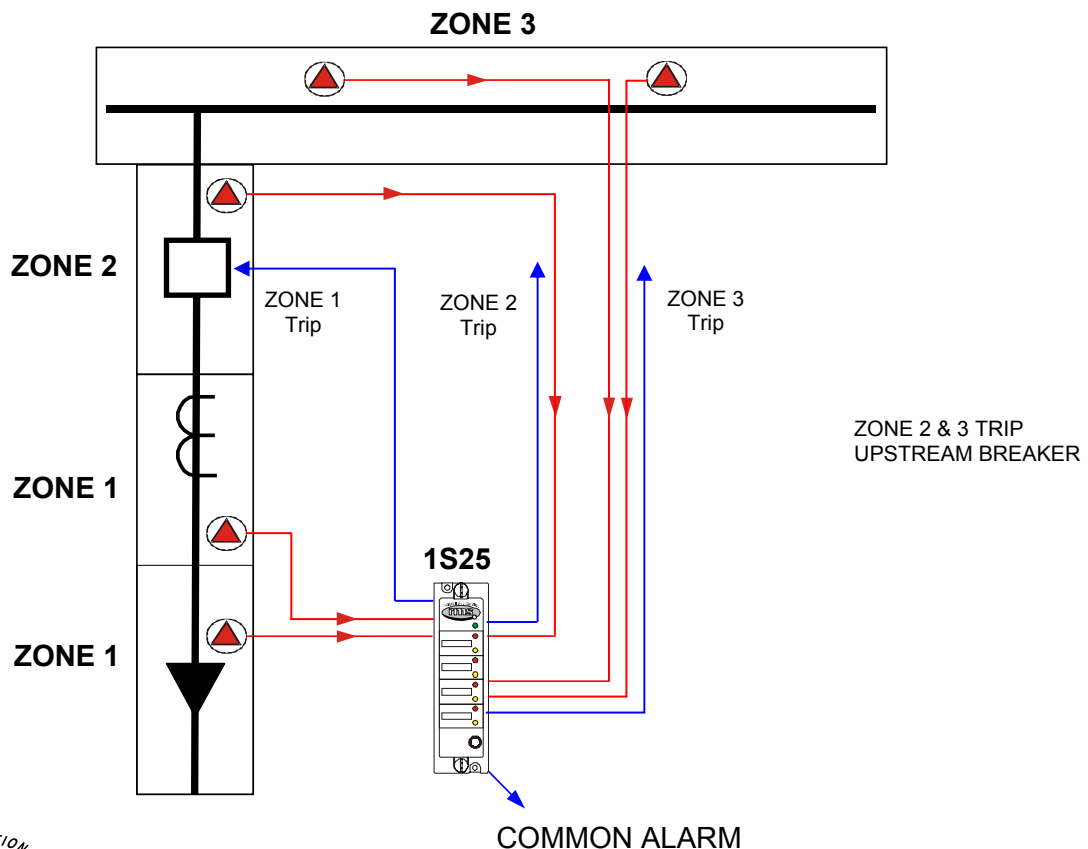 ZONE 3
ZONE 2
ZONE 1
Trip
ZONE 2
Trip
ZONE 3
Trip
ZONE 2 & 3 TRIP
UPSTREAM BREAKER
ZONE 1
1S25
rms
ZONE 1
COMMON ALARM